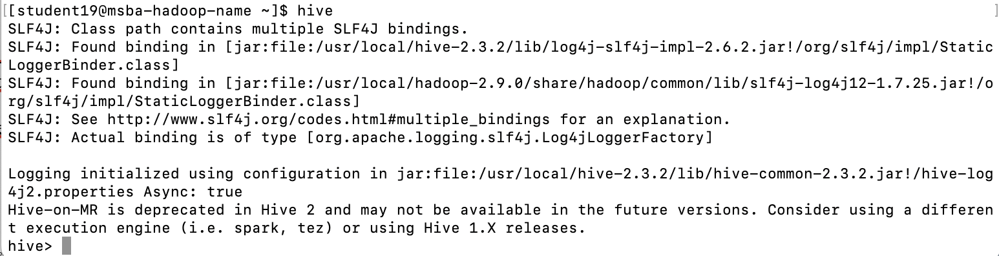 [[student19@msba-hadoop-name ~]$ hive ]
SLF4J: Class path contains multiple SLF4J bindings.
SLF4J: Found binding in [jar:file:/usr/local/hive-2.3.2/lib/log4j-slf4j-impl-2.6.2.jar!/org/slf4j/impl/Static
LoggerBinder.class]
SLF4J: Found binding in [jar:file:/usr/local/hadoop-2.9.0/share/hadoop/common/lib/slf4j-log4j12-1.7.25.jar!/o
rg/slf4j/impl/StaticLoggerBinder.class]
SLF4J: See http://www.slf4j.org/codes.html#multiple_bindings for an explanation.
SLF4J: Actual binding is of type [org.apache.logging.slf4j.Log4jLoggerFactory]

Logging initialized using configuration in jar:file:/usr/local/hive-2.3.2/lib/hive-common-2.3.2.jar!/hive-log
4j2.properties Async: true
Hive-on-MR is deprecated in Hive 2 and may not be available in the future versions. Consider using a differen
t execution engine (i.e. spark, tez) or using Hive 1.X releases.
hive>